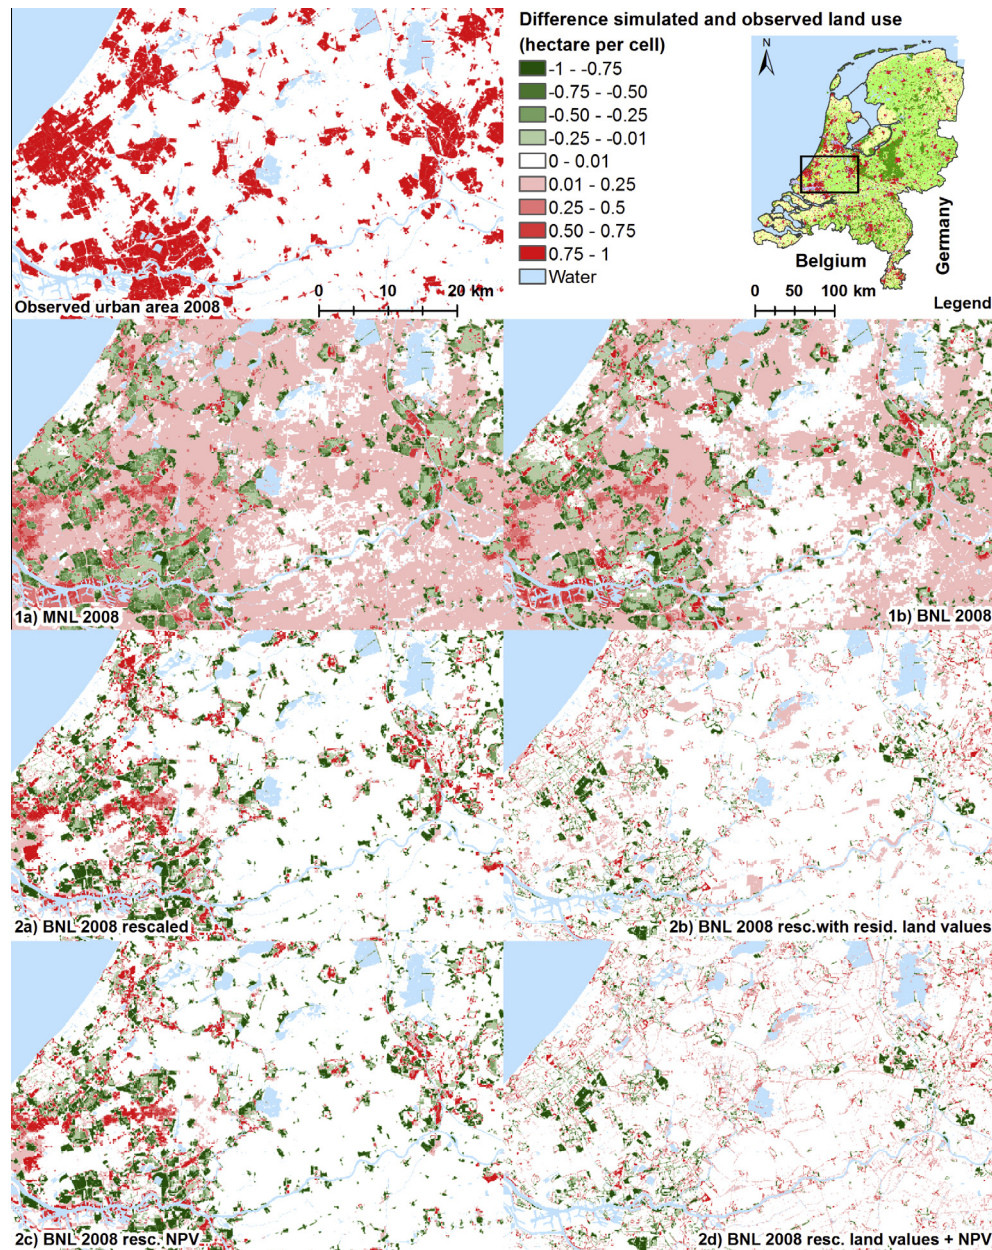 Difference simulated and observed land use
(hectare per cell)
-1 - -0.75
-0.75 - -0.50
-0.50 - -0.25
-0.25 - -0.01
0 - 0.01
0.01 - 0.25
0.25 - 0.5
0.50 - 0.75
0.75 - 1
Water
N
Belgium
Germany
0 10 20 km
0 50 100 km
Legend
Observed urban area 2008
1a) MNL 2008
1b) BNL 2008
2a) BNL 2008 rescaled
2b) BNL 2008 resc.with resid. land values
2c) BNL 2008 resc. NPV
2d) BNL 2008 resc. land values + NPV